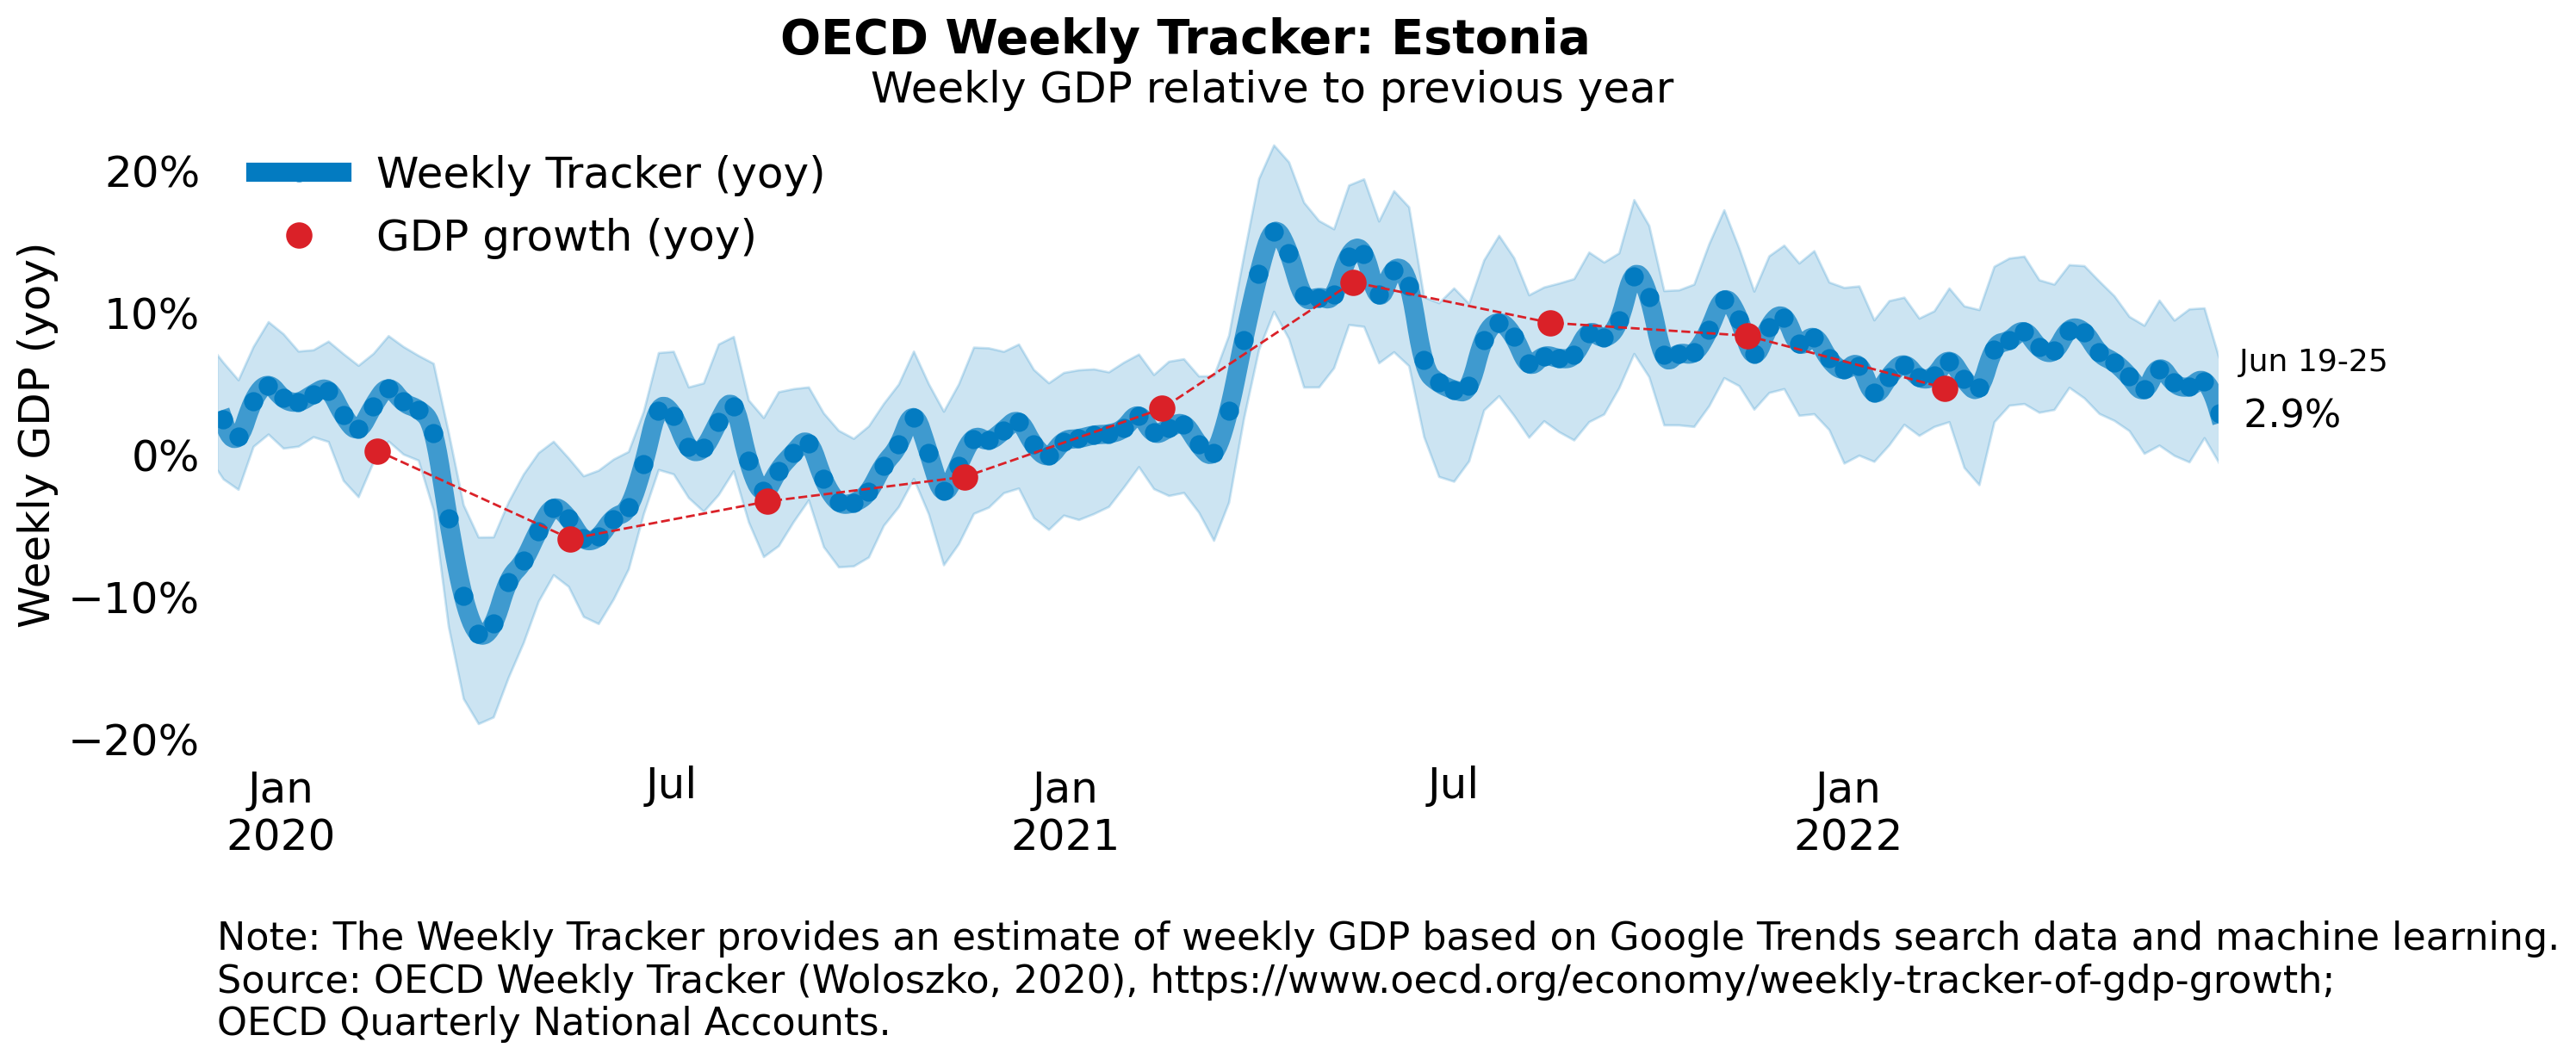 OECD Weekly Tracker: Estonia
Weekly GDP relative to previous year
Weekly GDP (yoy)
20%
10%
0%
−10%
−20%
Weekly Tracker (yoy)
GDP growth (yoy)
Jun 19-25
2.9%
Jan
2020
Jul
Jan
2021
Jul
Jan
2022
Note: The Weekly Tracker provides an estimate of weekly GDP based on Google Trends search data and machine learning.
Source: OECD Weekly Tracker (Woloszko, 2020), https://www.oecd.org/economy/weekly-tracker-of-gdp-growth;
OECD Quarterly National Accounts.